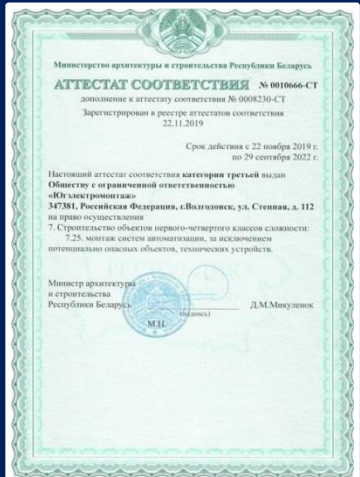 Министерство архитектуры и строительства Республики Беларусь
АТТЕСТАТ СООТВЕТСТВИЯ № 0010666-СТ
дополнение к аттестату соответствия № 0008230-СТ
Зарегистрирован в реестре аттестатов соответствия
22.11.2019
Срок действия с 22 ноября 2019 г.
по 29 сентября 2022 г.
Настоящий аттестат соответствия категории третьей выдан
Обществу с ограниченной ответственностью
«Югэлектромонтаж»
347381, Российская Федерация, г.Волгодонск, ул. Степная, д. 112
на право осуществления
7. Строительство объектов первого-четвертого классов сложности:
7.25. монтаж систем автоматизации, за исключением
потенциально опасных объектов, технических устройств.
Министр архитектуры
и строительства
Республики Беларусь
Д.М.Микуленок
(подпись)
М.П.